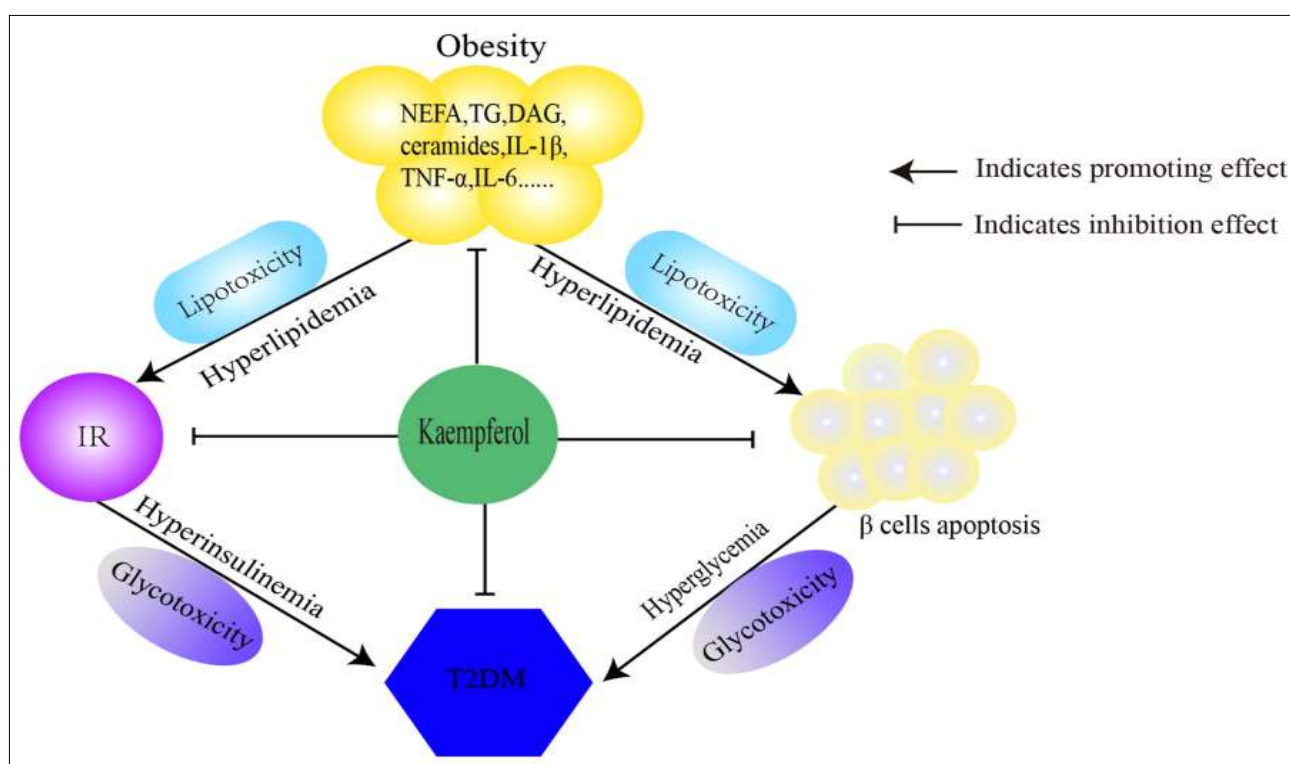 Obesity
NEFA,TG,DAG,
ceramides,IL-1β,
TNF-α,IL-6......
Indicates promoting effect
Indicates inhibition effect
Lipotoxicity
Hyperlipidemia
Lipotoxicity
Hyperlipidemia
IR
Kaempferol
β cells apoptosis
Hyperinsulinemia
Glycotoxicity
Hyperglycemia
Glycotoxicity
T2DM